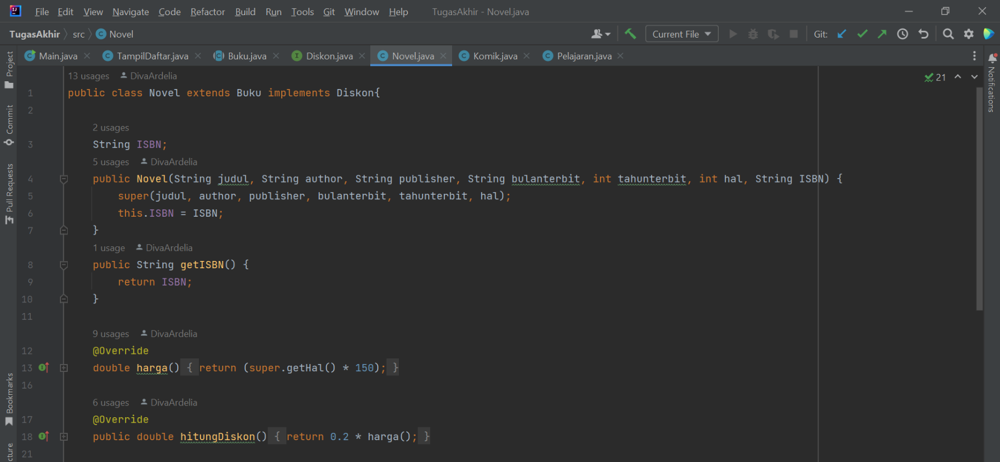 File Edit View Navigate Code Refactor Build Run Tools Git Window Help TugasAkhir - Novel.java
TugasAkhir src C Novel Current File Git:
Main.java TampilDaftar.java Buku.java Diskon.java Novel.java Komik.java Pelajaran.java
Project
Commit
Pull Requests
Bookmarks
cture
Notifications
13 usages DivaArdelia 21
1 public class Novel extends Buku implements Diskon{
2
2 usages
3 String ISBN;
5 usages DivaArdelia
4 public Novel(String judul, String author, String publisher, String bulanterbit, int tahunterbit, int hal, String ISBN) {
5 super(judul, author, publisher, bulanterbit, tahunterbit, hal);
6 this.ISBN = ISBN;
7 }
1 usage DivaArdelia
8 public String getISBN() {
9 return ISBN;
10 }
11
9 usages DivaArdelia
12 @Override
13 double harga() { return (super.getHal() * 150); }
16
6 usages DivaArdelia
17 @Override
18 public double hitungDiskon() { return 0.2 * harga(); }
21